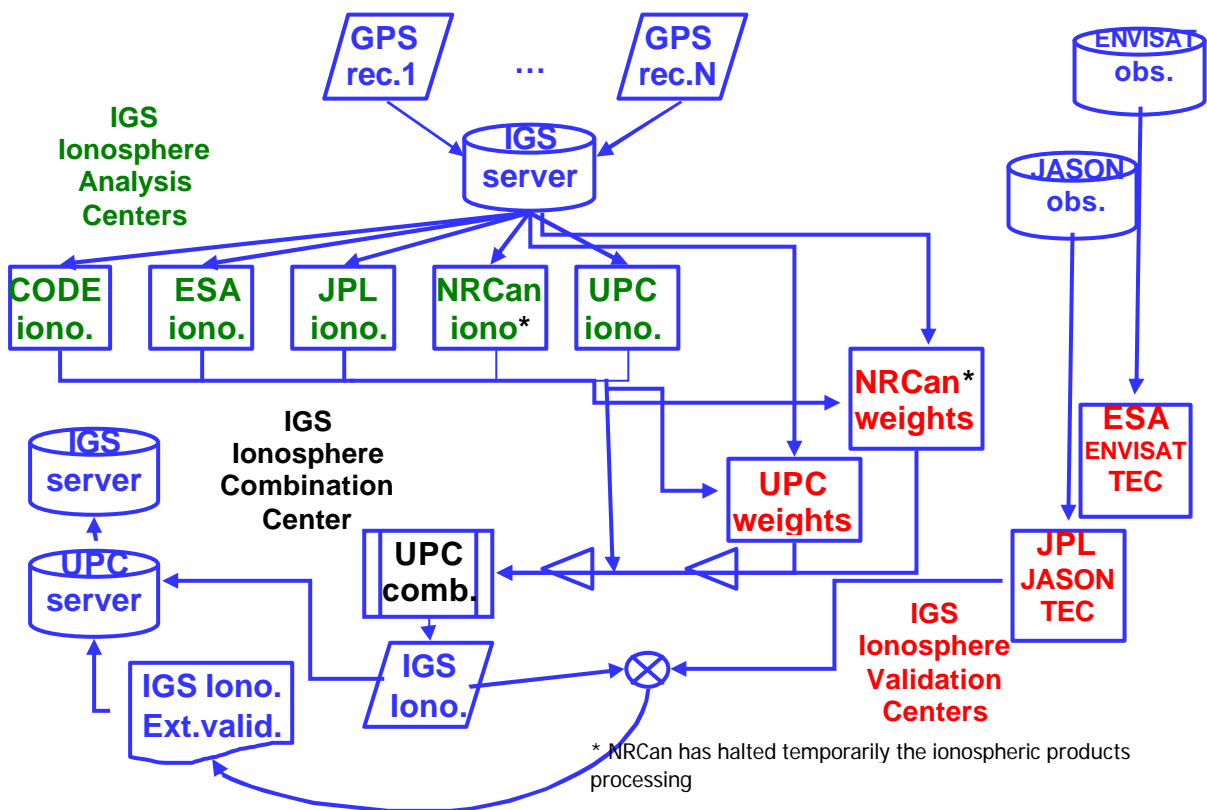 GPS
rec.1
...
GPS
rec.N
ENVISAT
obs.
IGS
Ionosphere
Analysis
Centers
IGS
server
JASON
obs.
CODE
iono.
ESA
iono.
JPL
iono.
NRCan
iono*
UPC
iono.
NRCan*
weights
ESA
ENVISAT
TEC
IGS
server
IGS
Ionosphere
Combination
Center
UPC
weights
UPC
server
UPC
comb.
JPL
JASON
TEC
IGS
Ionosphere
Validation
Centers
IGS Iono.
Ext.valid.
IGS
Iono.
* NRCan has halted temporarily the ionospheric products
processing